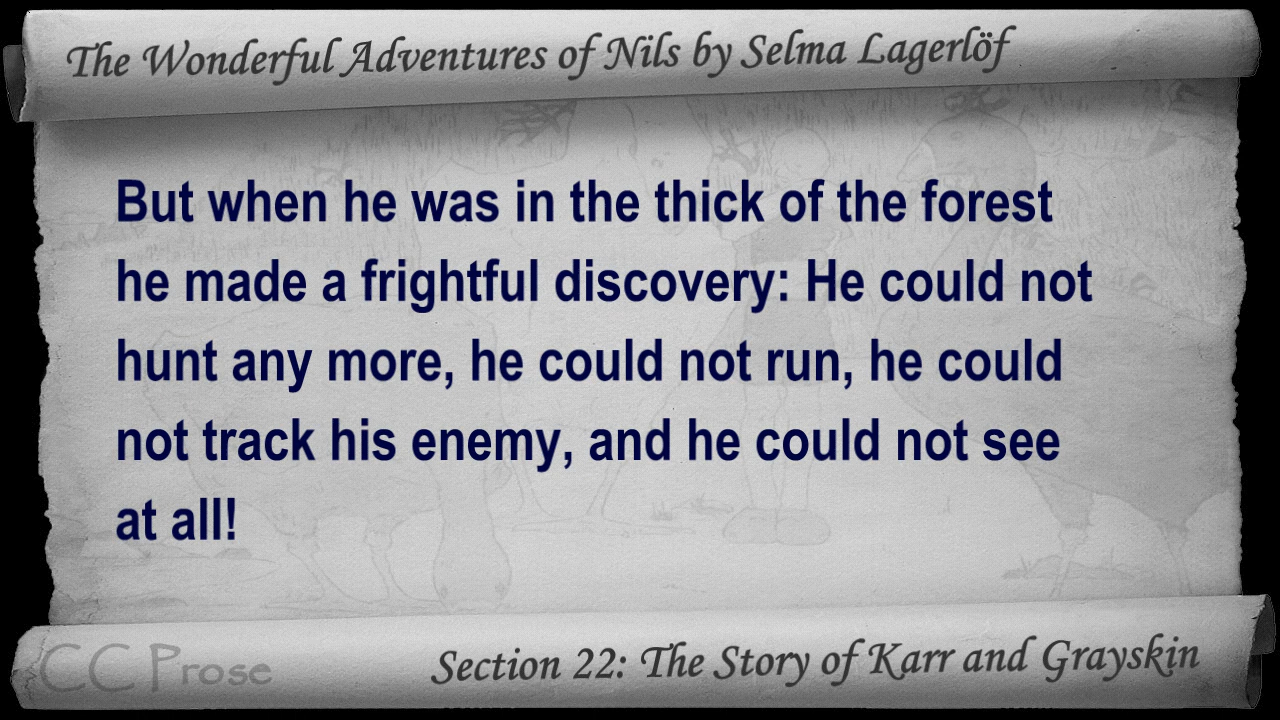 The Wonderful Adventures of Nils by Selma Lagerlöf
But when he was in the thick of the forest
he made a frightful discovery: He could not
hunt any more, he could not run, he could
not track his enemy, and he could not see
at all!
CC Prose
Section 22: The Story of Karr and Grayskin